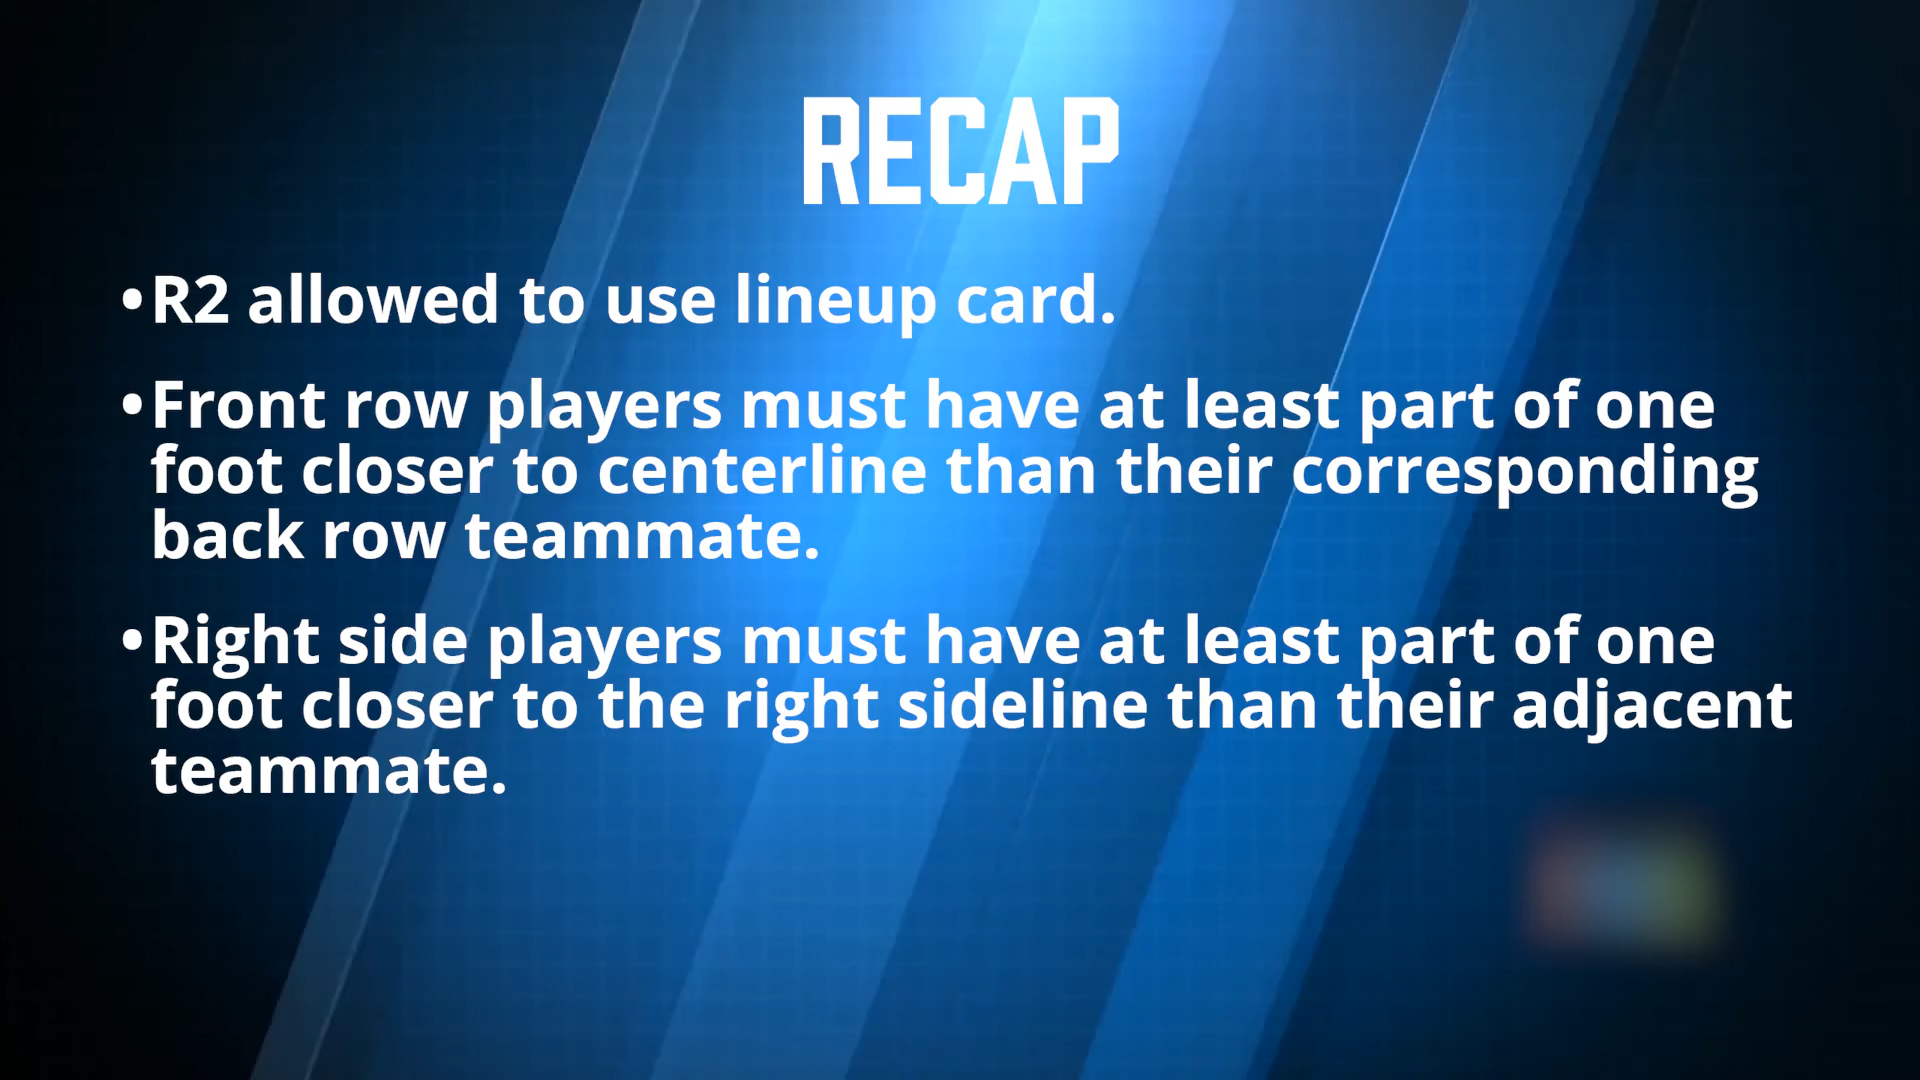 RECAP
•R2 allowed to use lineup card.
•Front row players must have at least part of one
foot closer to centerline than their corresponding
back row teammate.
•Right side players must have at least part of one
foot closer to the right sideline than their adjacent
teammate.